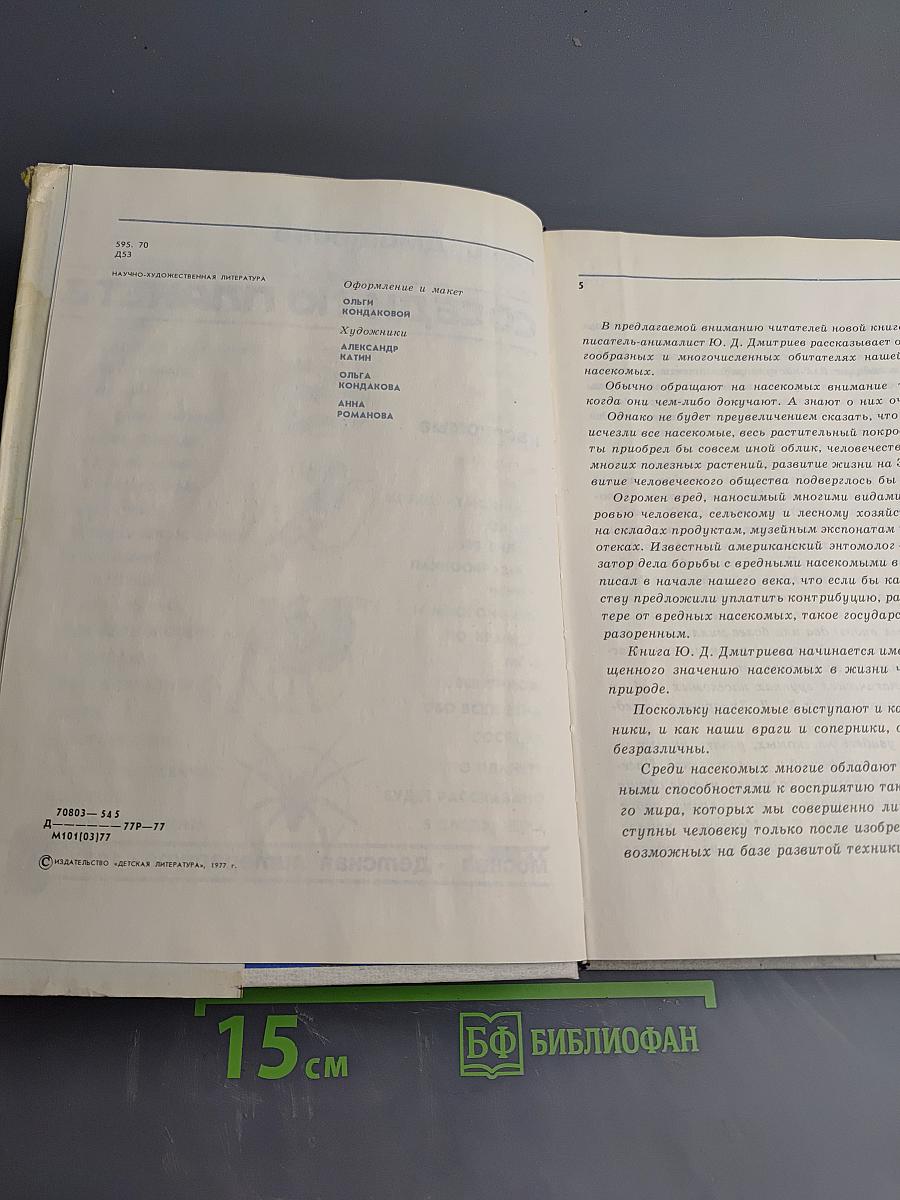 595. 70
Д53
НАУЧНО-ХУДОЖЕСТВЕННАЯ ЛИТЕРАТУРА
Оформление и макет
ОЛЬГИ
КОНДАКОВОЙ
Художники
АЛЕКСАНДР
КАТИН
ОЛЬГА
КОНДАКОВА
АННА
РОМАНОВА
70803—545
Д—————77Р—77
М101[03]77
© ИЗДАТЕЛЬСТВО «ДЕТСКАЯ ЛИТЕРАТУРА», 1977 г.
5
В предлагаемой вниманию читателей новой книг
писатель-анималист Ю. Д. Дмитриев рассказывает о
гообразных и многочисленных обитателях нашей
насекомых.
Обычно обращают на насекомых внимание
когда они чем-либо докучают. А знают о них оч
Однако не будет преувеличением сказать, что
исчезли все насекомые, весь растительный покро
ты приобрел бы совсем иной облик, человечеств
многих полезных растений, развитие жизни на З
витие человеческого общества подверглось бы
Огромен вред, наносимый многими видами
ровью человека, сельскому и лесному хозяйс
на складах продуктам, музейным экспонатам
отеках. Известный американский энтомолог
затор дела борьбы с вредными насекомыми в
писал в начале нашего века, что если бы ка
ству предложили уплатить контрибуцию, ра
тере от вредных насекомых, такое государс
разоренным.
Книга Ю. Д. Дмитриева начинается име
щенного значению насекомых в жизни ч
природе.
Поскольку насекомые выступают и ка
ники, и как наши враги и соперники, о
безразличны.
Среди насекомых многие обладают
ными способностями к восприятию так
го мира, которых мы совершенно ли
ступны человеку только после изобре
возможных на базе развитой техники
15 см
БФ БИБЛИОФАН